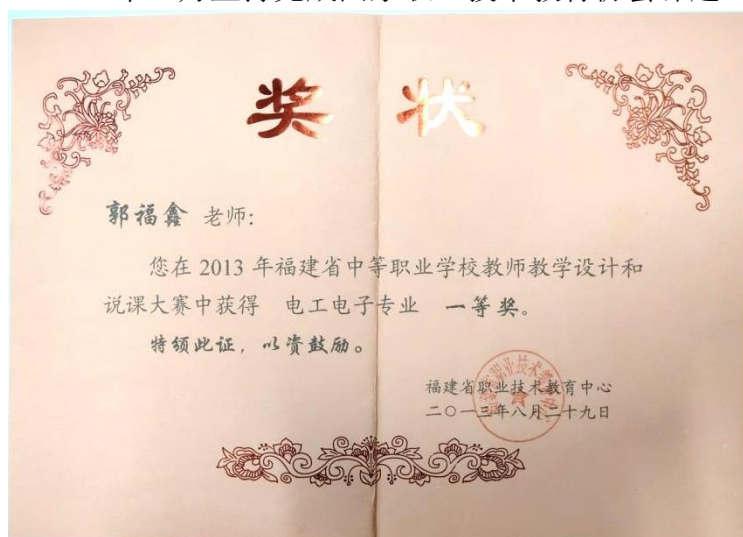 奖状
郭福鑫 老师:
您在 2013 年福建省中等职业学校教师教学设计和
说课大赛中获得 电工电子专业 一等奖。
特颁此证，以资鼓励。
福建省职业技术教育中心
二〇一三年八月二十九日